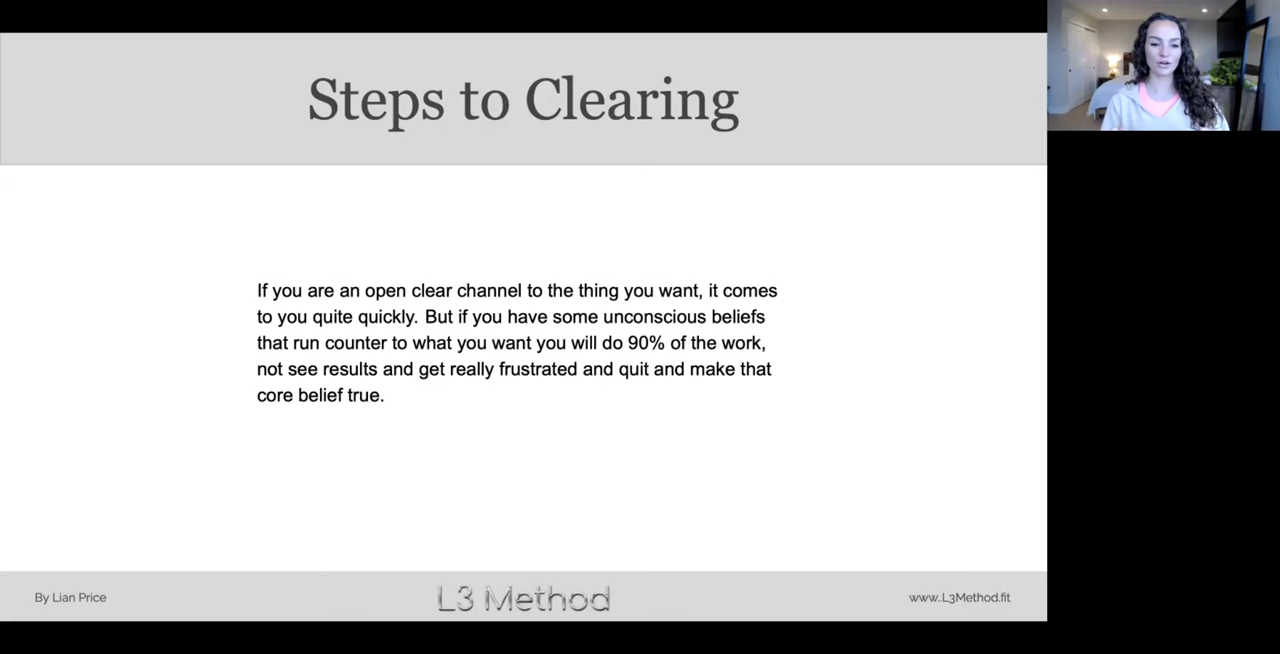 Steps to Clearing
If you are an open clear channel to the thing you want, it comes
to you quite quickly. But if you have some unconscious beliefs
that run counter to what you want you will do 90% of the work,
not see results and get really frustrated and quit and make that
core belief true.
By Lian Price
L3 Method
www..L3Method.fit